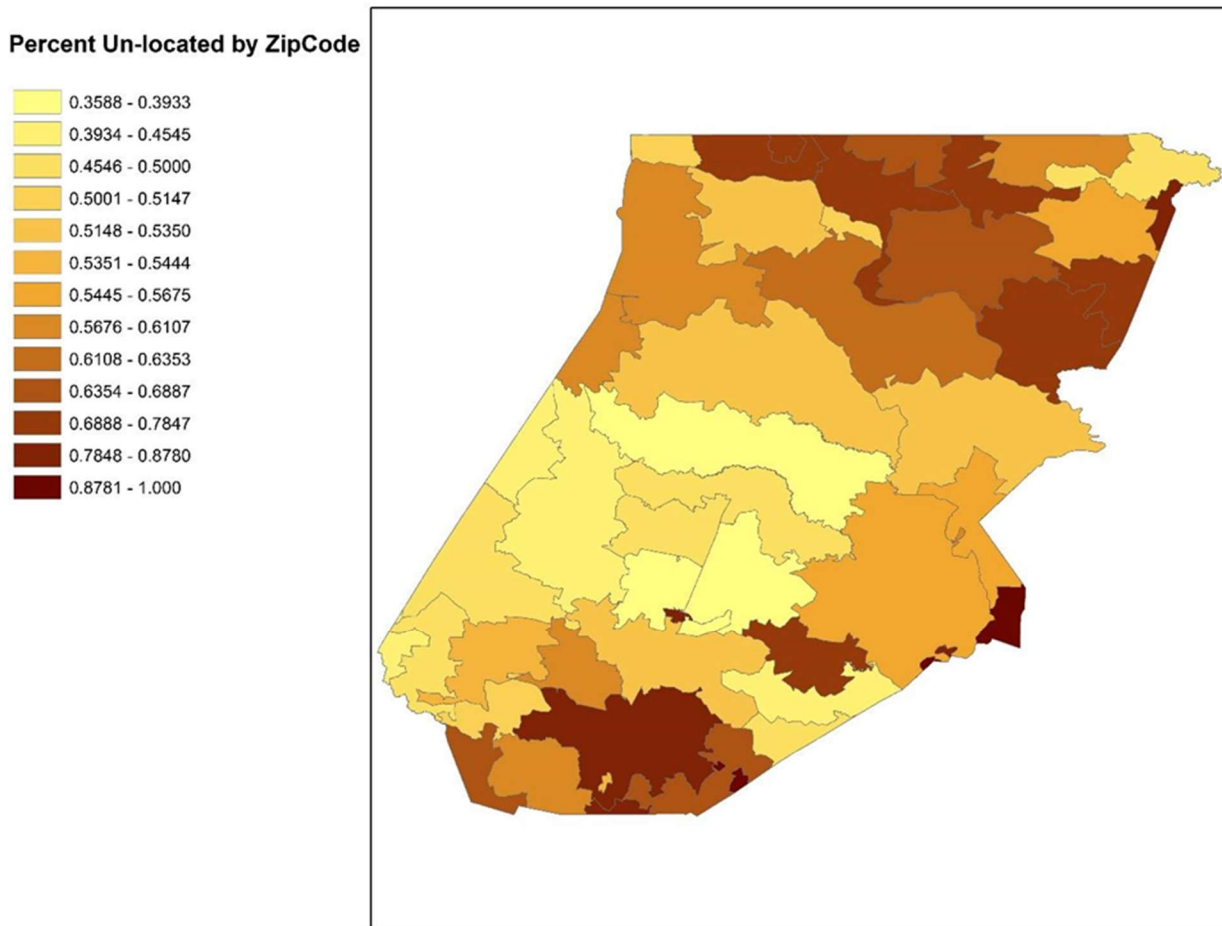 Percent Un-located by ZipCode
0.3588 - 0.3933
0.3934 - 0.4545
0.4546 - 0.5000
0.5001 - 0.5147
0.5148 - 0.5350
0.5351 - 0.5444
0.5445 - 0.5675
0.5676 - 0.6107
0.6108 - 0.6353
0.6354 - 0.6887
0.6888 - 0.7847
0.7848 - 0.8780
0.8781 - 1.000